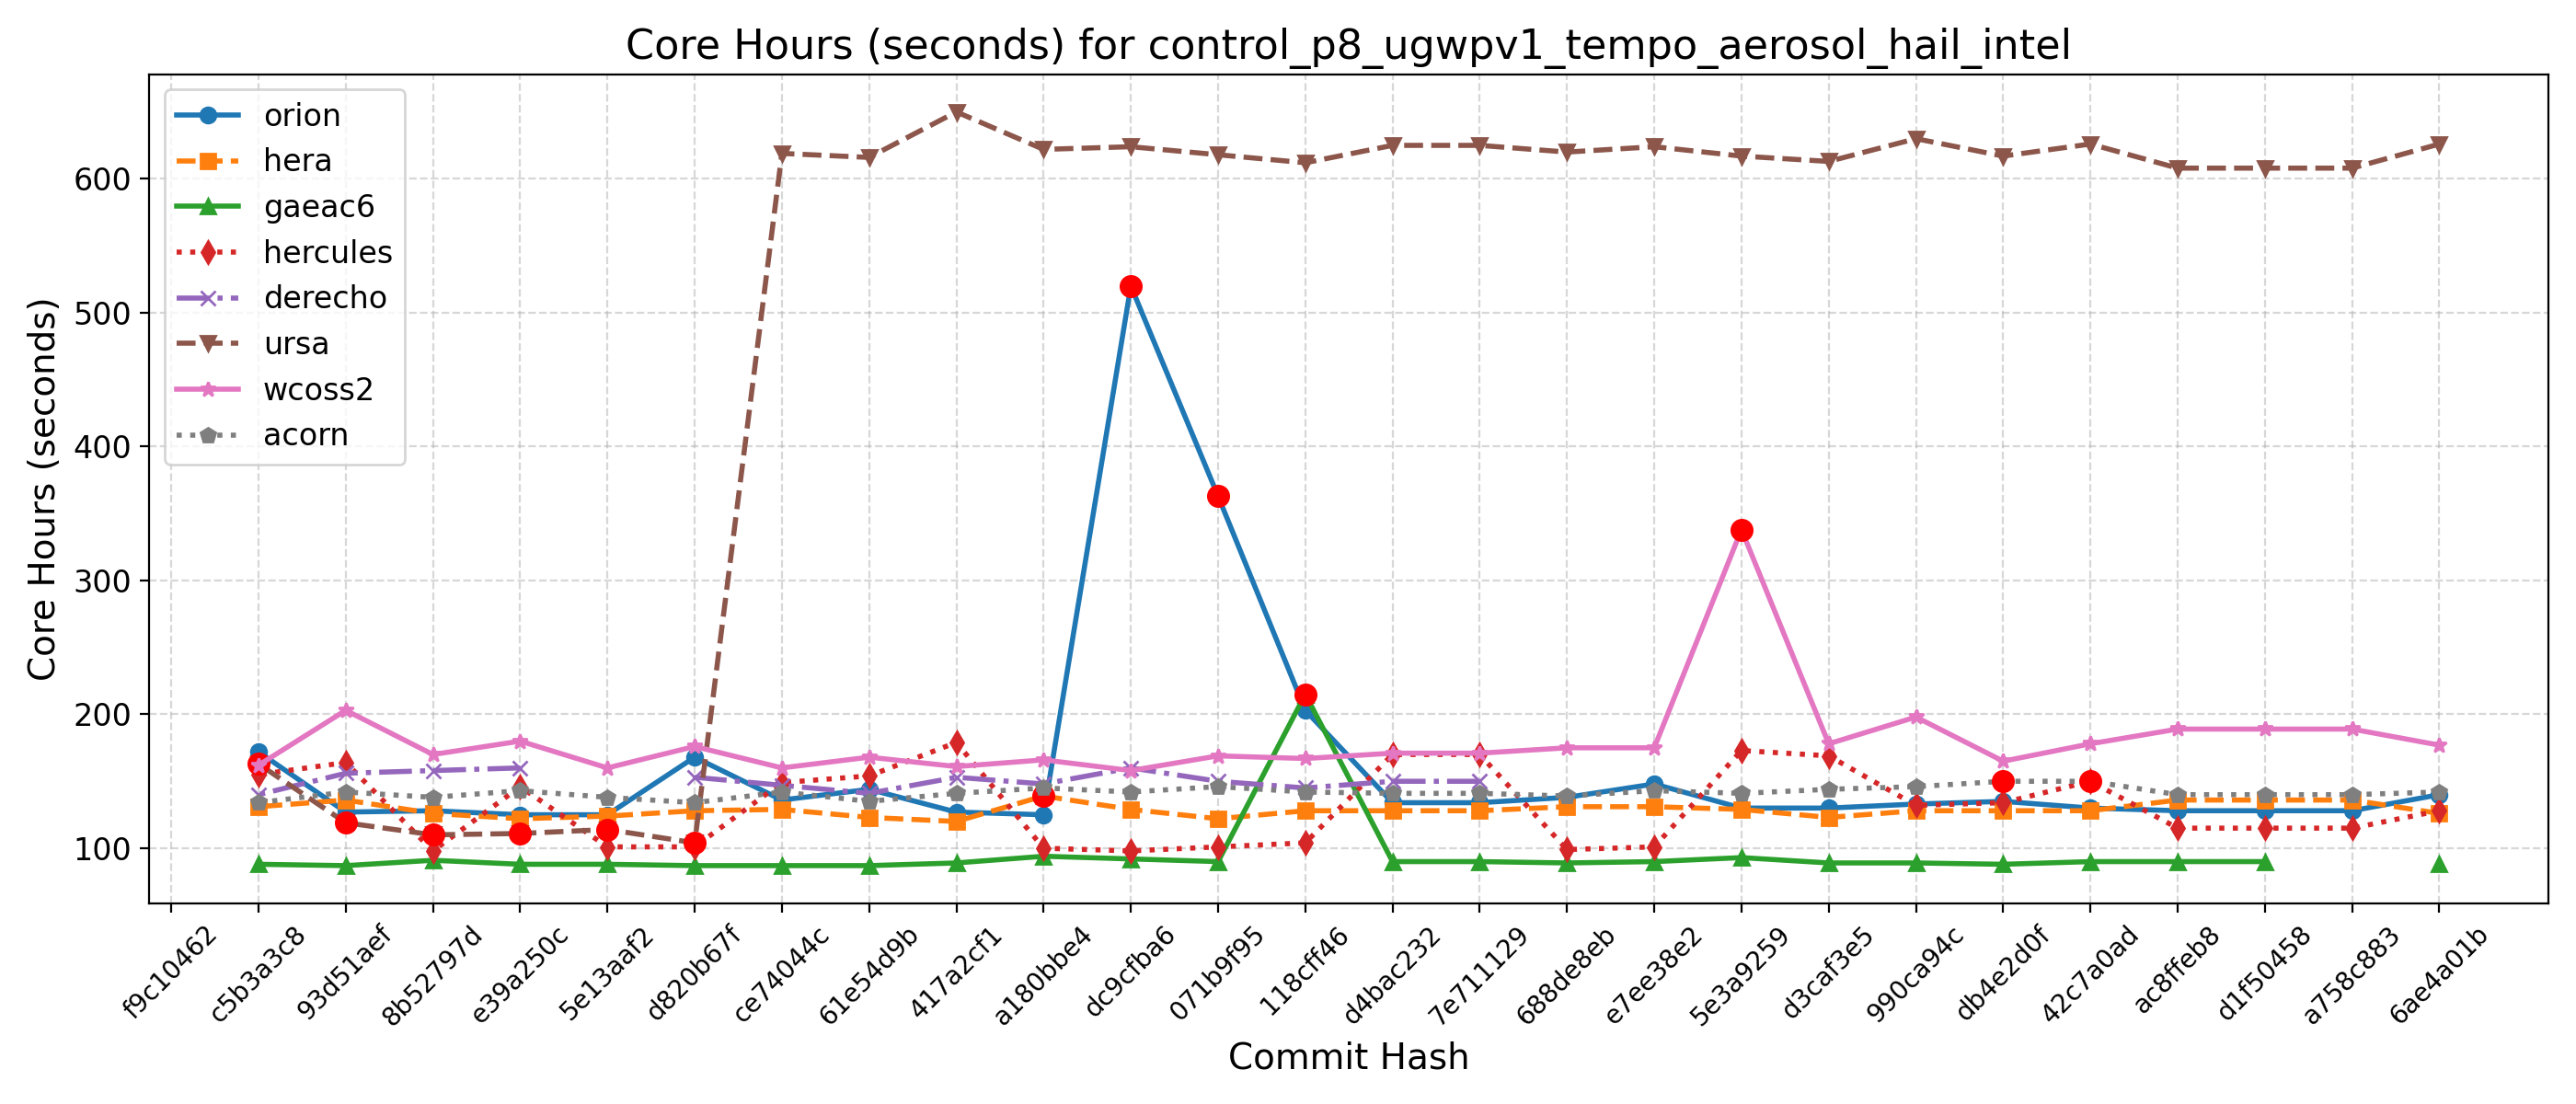 Core Hours (seconds) for control_p8_ugwpv1_tempo_aerosol_hail_intel
Core Hours (seconds)
600
500
400
300
200
100
orion
hera
gaeac6
hercules
derecho
ursa
wcoss2
acorn
f9c10462
c5b3a3c8
93d51aef
8b52797d
e39a250c
5e13aaf2
d820b67f
ce74044c
61e54d9b
417a2cf1
a180bbe4
dc9cfba6
071b9f95
118cff46
d4bac232
7e711129
688de8eb
e7ee38e2
5e3a9259
d3caf3e5
990ca94c
db4e2d0f
42c7a0ad
ac8ffeb8
d1f50458
a758c883
6ae4a01b
Commit Hash